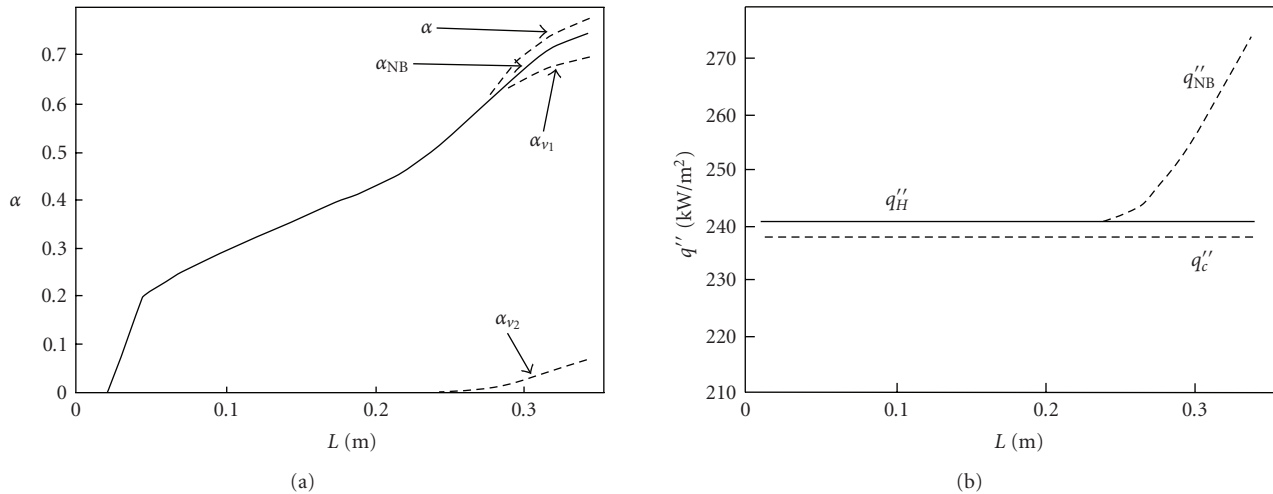 0.7
0.6
0.5
0.4
0.3
0.2
0.1
0
α
α
α_NB
α_v₁
α_v₂
0
0.1
0.2
0.3
L (m)
(a)
270
260
250
240
230
220
210
q′′ (kW/m²)
q′′_NB
q′′_H
q′′_c
0
0.1
0.2
0.3
L (m)
(b)